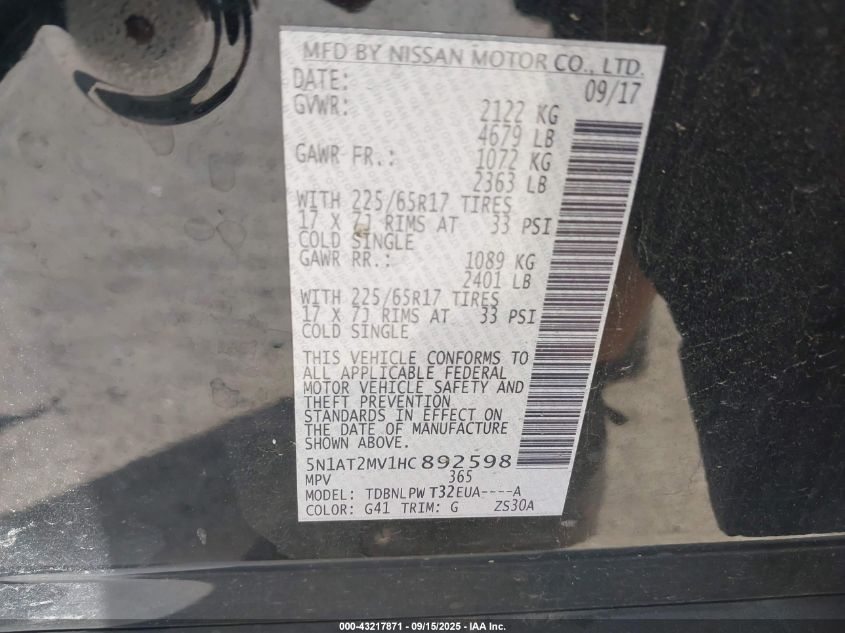 MFD BY NISSAN MOTOR CO., LTD.
DATE: 09/17
GVWR: 2122 KG
4679 LB
GAWR FR.: 1072 KG
2363 LB
WITH 225/65R17 TIRES
17 X 7J RIMS AT 33 PSI
COLD SINGLE
GAWR RR.: 1089 KG
2401 LB
WITH 225/65R17 TIRES
17 X 7J RIMS AT 33 PSI
COLD SINGLE
THIS VEHICLE CONFORMS TO
ALL APPLICABLE FEDERAL
MOTOR VEHICLE SAFETY AND
THEFT PREVENTION
STANDARDS IN EFFECT ON
THE DATE OF MANUFACTURE
SHOWN ABOVE.
5N1AT2MV1HC892598
MPV 365
MODEL: TDBNLPW T32EUA----A
COLOR: G41 TRIM: G ZS30A
000-43217871 - 09/15/2025 - IAA Inc.